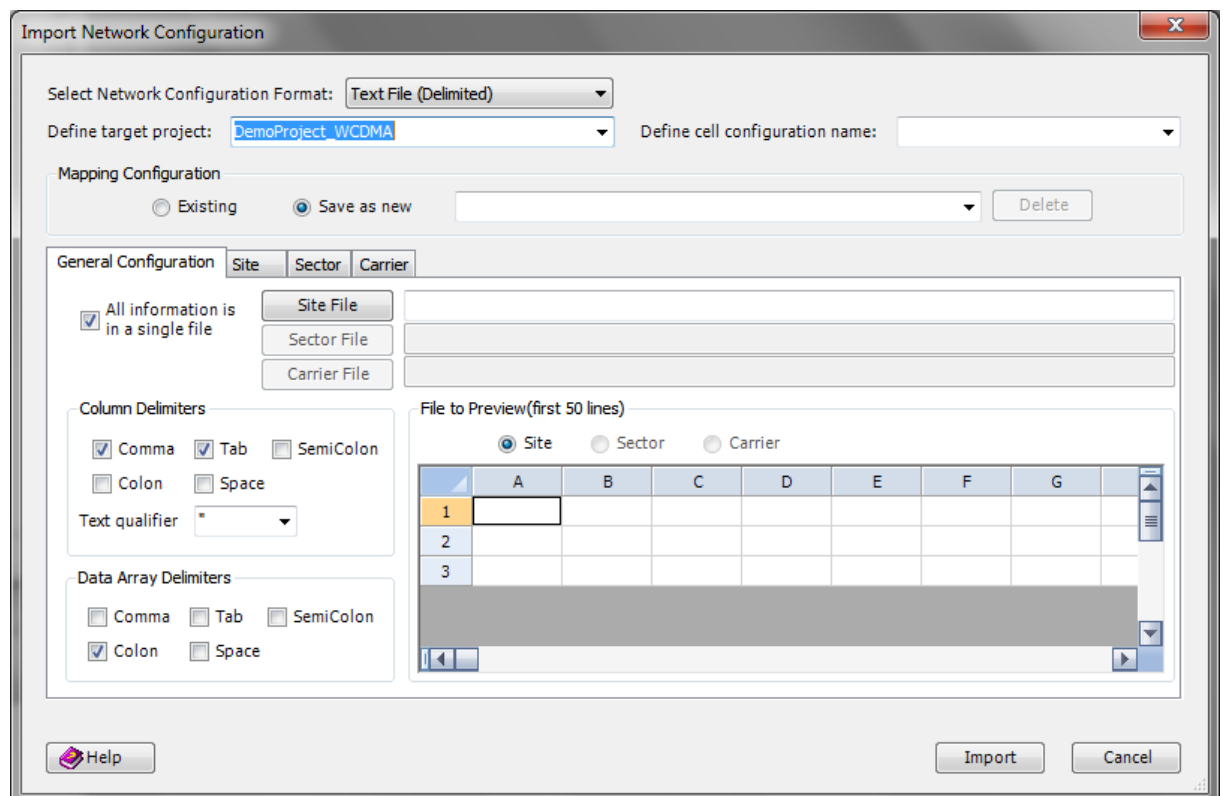 Import Network Configuration
Select Network Configuration Format: Text File (Delimited)
Define target project: DemoProject_WCDMA Define cell configuration name:
Mapping Configuration
Existing Save as new Delete
General Configuration Site Sector Carrier
All information is
in a single file
Site File
Sector File
Carrier File
Column Delimiters
Comma Tab SemiColon
Colon Space
Text qualifier "
Data Array Delimiters
Comma Tab SemiColon
Colon Space
File to Preview(first 50 lines)
Site Sector Carrier
A B C D E F G
1
2
3
Help Import Cancel